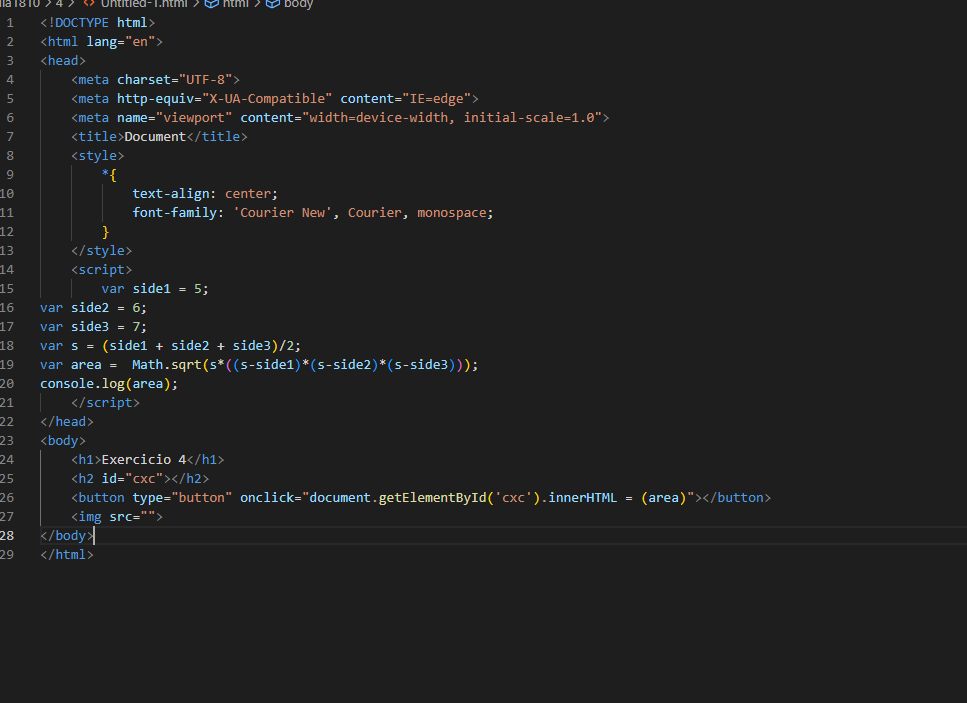 4 > <> Untitled-1.html > html > body
1 <!DOCTYPE html>
2 <html lang="en">
3 <head>
4     <meta charset="UTF-8">
5     <meta http-equiv="X-UA-Compatible" content="IE=edge">
6     <meta name="viewport" content="width=device-width, initial-scale=1.0">
7     <title>Document</title>
8     <style>
9         *{
10             text-align: center;
11             font-family: 'Courier New', Courier, monospace;
12         }
13     </style>
14     <script>
15         var side1 = 5;
16 var side2 = 6;
17 var side3 = 7;
18 var s = (side1 + side2 + side3)/2;
19 var area =  Math.sqrt(s*((s-side1)*(s-side2)*(s-side3)));
20 console.log(area);
21     </script>
22 </head>
23 <body>
24     <h1>Exercicio 4</h1>
25     <h2 id="cxc"></h2>
26     <button type="button" onclick="document.getElementById('cxc').innerHTML = (area)"></button>
27     <img src="">
28 </body>
29 </html>